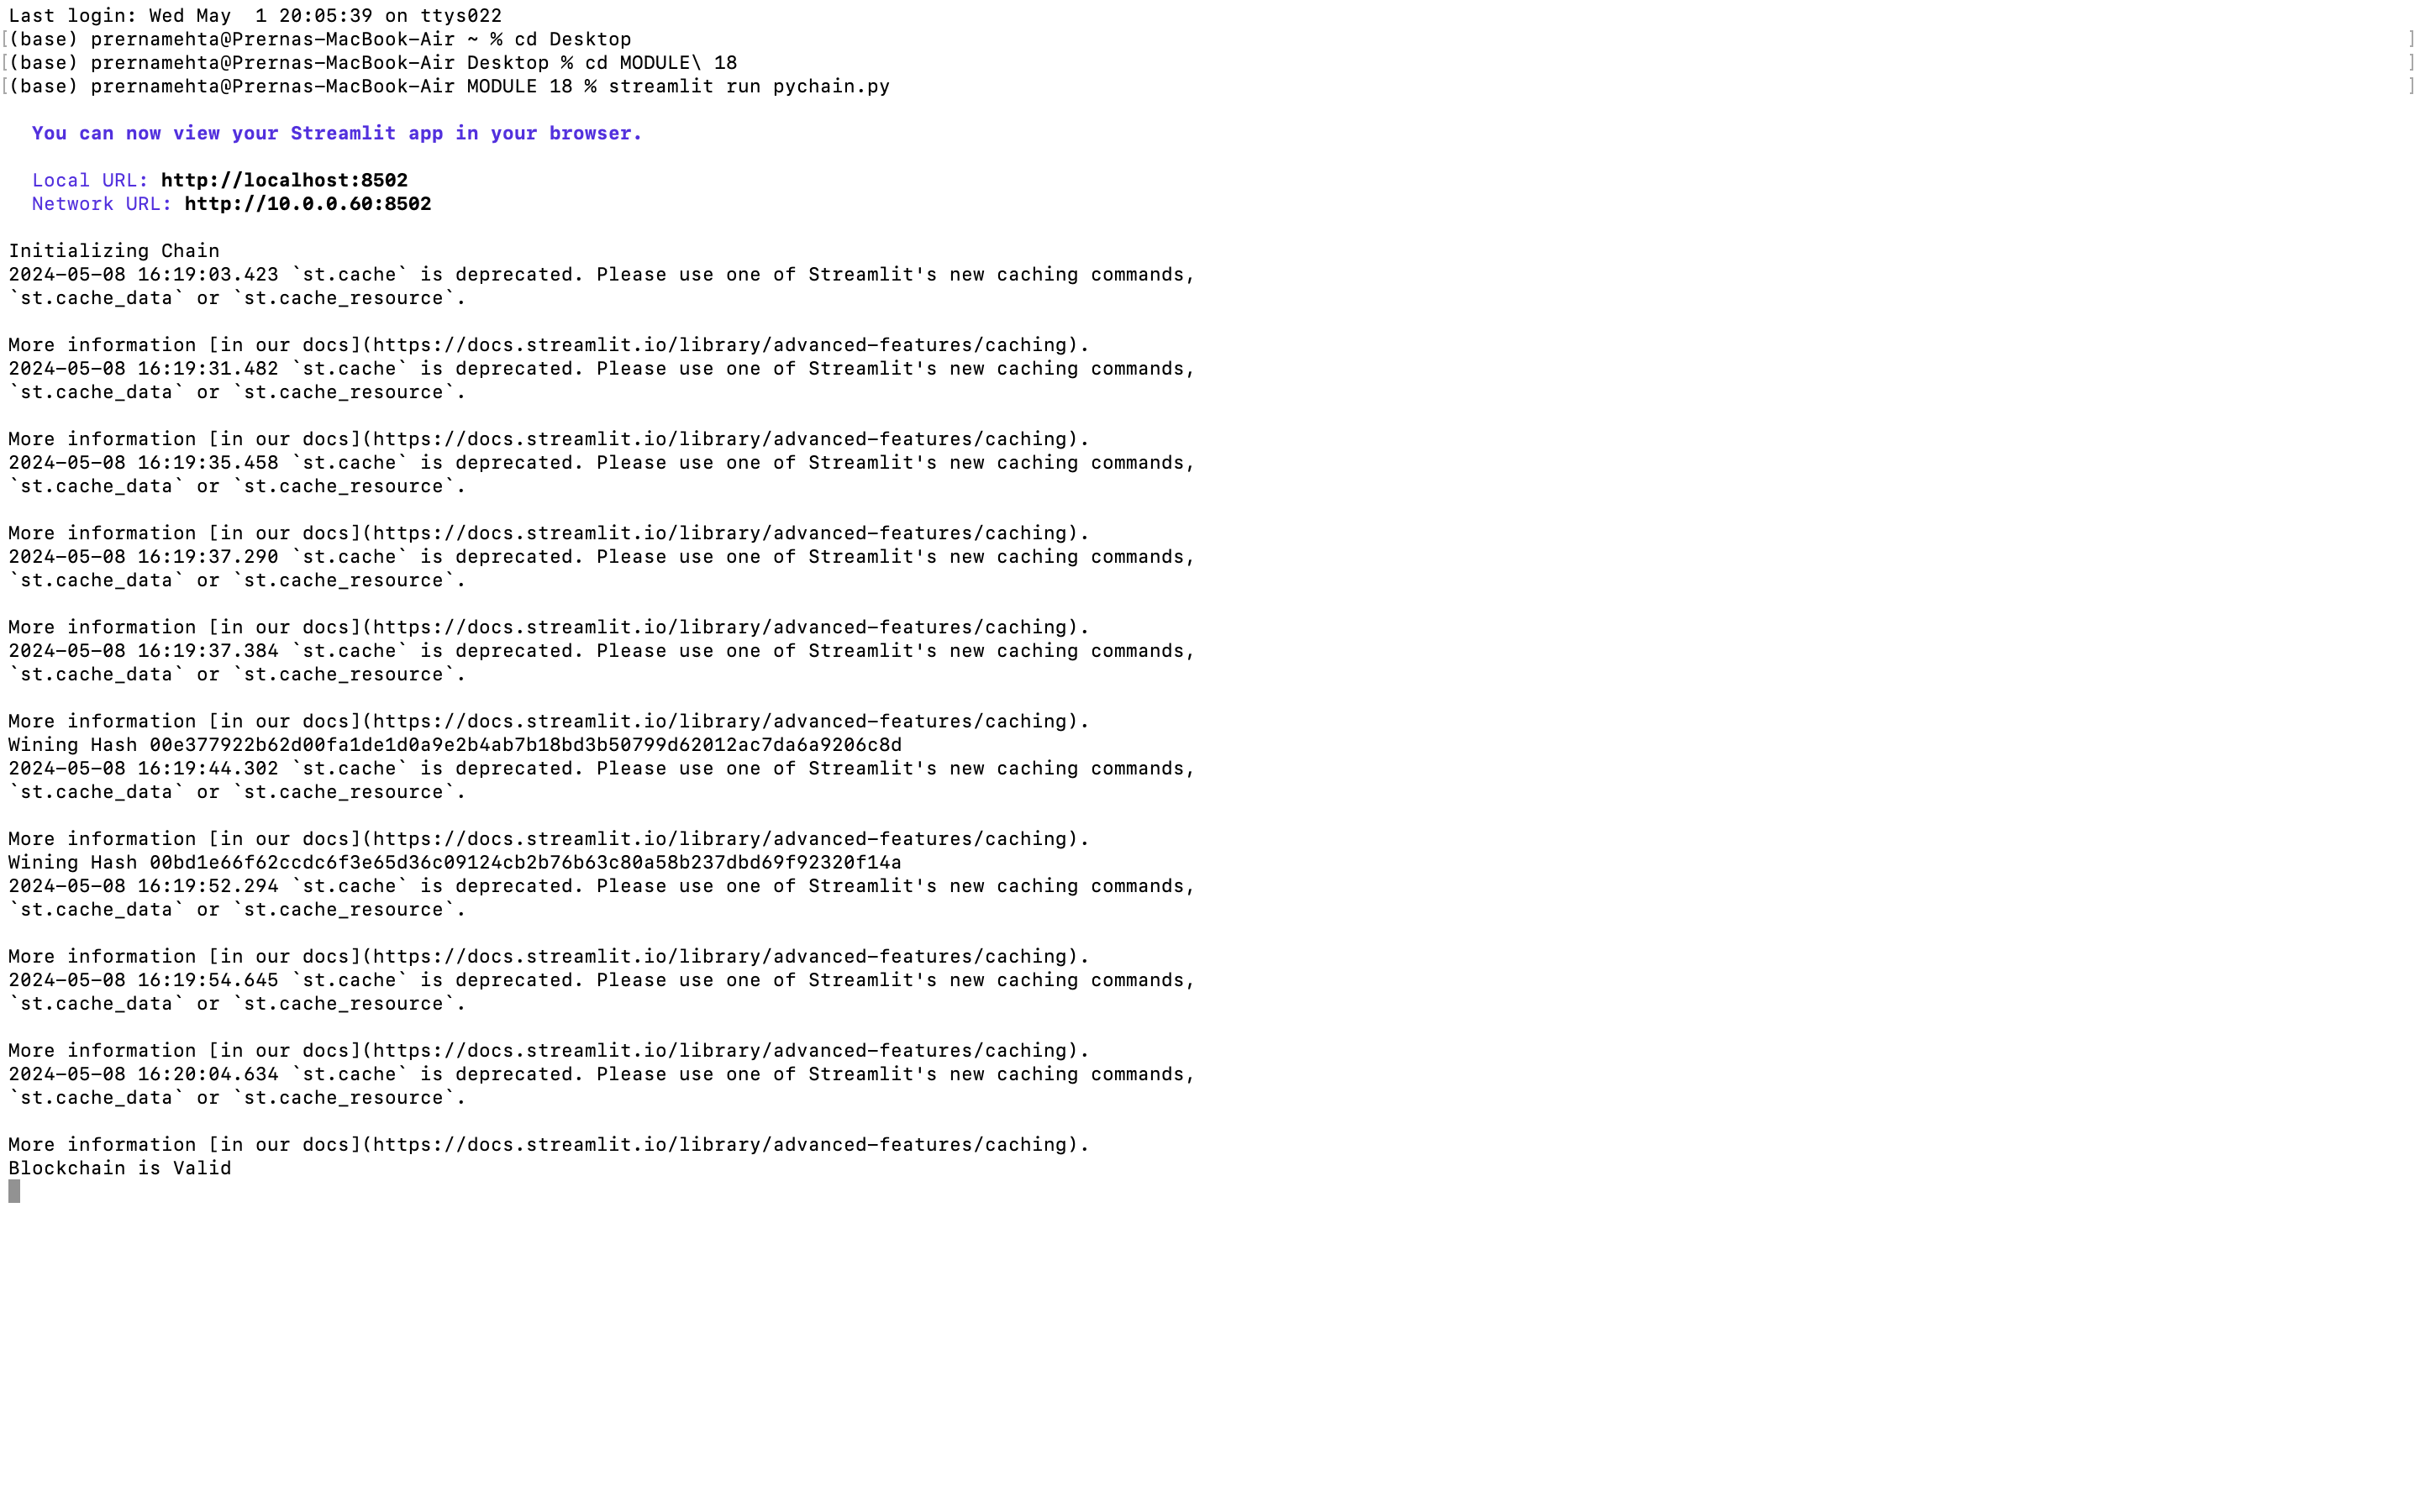 Last login: Wed May  1 20:05:39 on ttys022
[(base) prernamehta@Prernas-MacBook-Air ~ % cd Desktop ]
[(base) prernamehta@Prernas-MacBook-Air Desktop % cd MODULE\ 18 ]
[(base) prernamehta@Prernas-MacBook-Air MODULE 18 % streamlit run pychain.py ]
You can now view your Streamlit app in your browser.
Local URL: http://localhost:8502
Network URL: http://10.0.0.60:8502
Initializing Chain
2024-05-08 16:19:03.423 `st.cache` is deprecated. Please use one of Streamlit's new caching commands,
`st.cache_data` or `st.cache_resource`.
More information [in our docs](https://docs.streamlit.io/library/advanced-features/caching).
2024-05-08 16:19:31.482 `st.cache` is deprecated. Please use one of Streamlit's new caching commands,
`st.cache_data` or `st.cache_resource`.
More information [in our docs](https://docs.streamlit.io/library/advanced-features/caching).
2024-05-08 16:19:35.458 `st.cache` is deprecated. Please use one of Streamlit's new caching commands,
`st.cache_data` or `st.cache_resource`.
More information [in our docs](https://docs.streamlit.io/library/advanced-features/caching).
2024-05-08 16:19:37.290 `st.cache` is deprecated. Please use one of Streamlit's new caching commands,
`st.cache_data` or `st.cache_resource`.
More information [in our docs](https://docs.streamlit.io/library/advanced-features/caching).
2024-05-08 16:19:37.384 `st.cache` is deprecated. Please use one of Streamlit's new caching commands,
`st.cache_data` or `st.cache_resource`.
More information [in our docs](https://docs.streamlit.io/library/advanced-features/caching).
Wining Hash 00e377922b62d00fa1de1d0a9e2b4ab7b18bd3b50799d62012ac7da6a9206c8d
2024-05-08 16:19:44.302 `st.cache` is deprecated. Please use one of Streamlit's new caching commands,
`st.cache_data` or `st.cache_resource`.
More information [in our docs](https://docs.streamlit.io/library/advanced-features/caching).
Wining Hash 00bd1e66f62ccdc6f3e65d36c09124cb2b76b63c80a58b237dbd69f92320f14a
2024-05-08 16:19:52.294 `st.cache` is deprecated. Please use one of Streamlit's new caching commands,
`st.cache_data` or `st.cache_resource`.
More information [in our docs](https://docs.streamlit.io/library/advanced-features/caching).
2024-05-08 16:19:54.645 `st.cache` is deprecated. Please use one of Streamlit's new caching commands,
`st.cache_data` or `st.cache_resource`.
More information [in our docs](https://docs.streamlit.io/library/advanced-features/caching).
2024-05-08 16:20:04.634 `st.cache` is deprecated. Please use one of Streamlit's new caching commands,
`st.cache_data` or `st.cache_resource`.
More information [in our docs](https://docs.streamlit.io/library/advanced-features/caching).
Blockchain is Valid